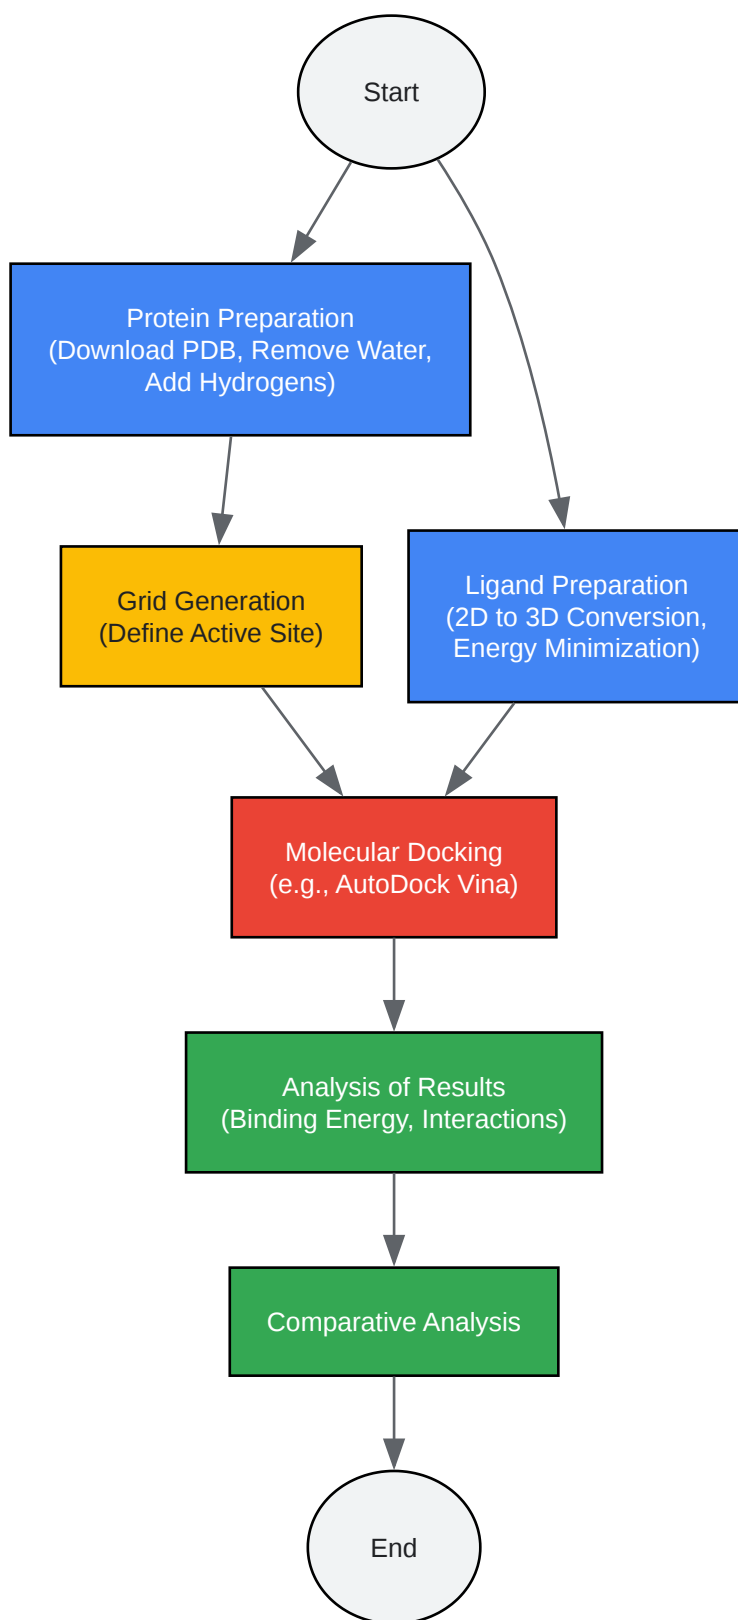 Start
Protein Preparation
(Download PDB, Remove Water,
Add Hydrogens)
Grid Generation
(Define Active Site)
Ligand Preparation
(2D to 3D Conversion,
Energy Minimization)
Molecular Docking
(e.g., AutoDock Vina)
Analysis of Results
(Binding Energy, Interactions)
Comparative Analysis
End